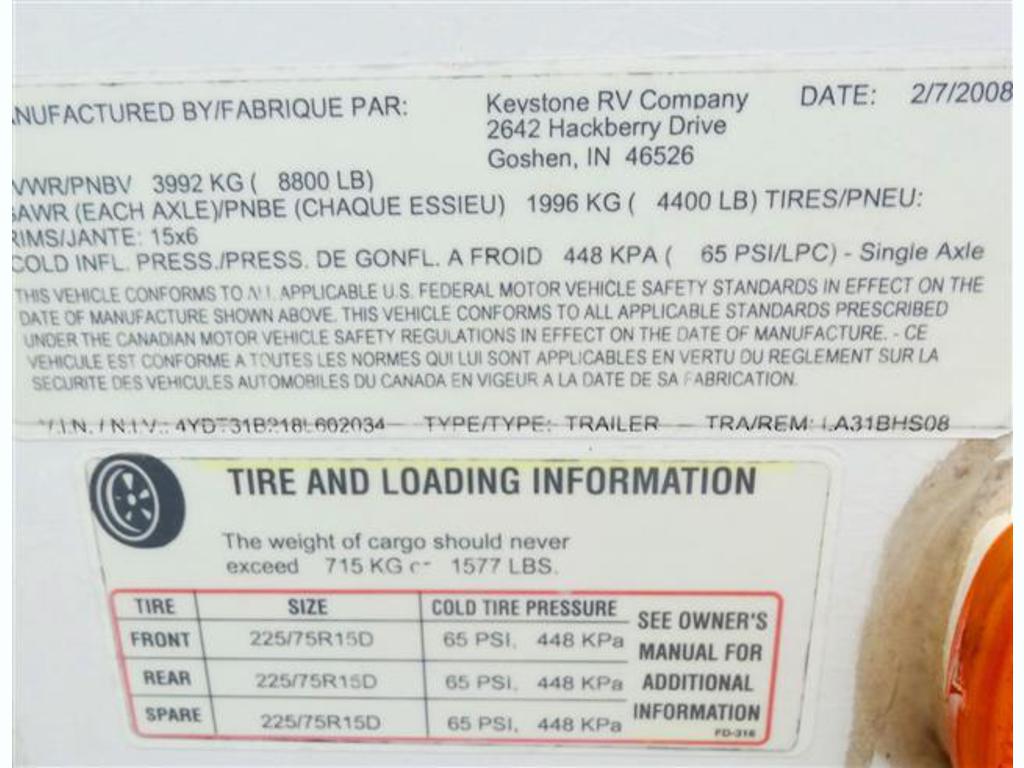 NUFACTURED BY/FABRIQUE PAR: Keystone RV Company DATE: 2/7/2008
2642 Hackberry Drive
Goshen, IN 46526
VWR/PNBV 3992 KG ( 8800 LB)
AWR (EACH AXLE)/PNBE (CHAQUE ESSIEU) 1996 KG ( 4400 LB) TIRES/PNEU:
RIMS/JANTE: 15x6
COLD INFL. PRESS./PRESS. DE GONFL. A FROID 448 KPA ( 65 PSI/LPC) - Single Axle
THIS VEHICLE CONFORMS TO ALL APPLICABLE U.S. FEDERAL MOTOR VEHICLE SAFETY STANDARDS IN EFFECT ON THE
DATE OF MANUFACTURE SHOWN ABOVE. THIS VEHICLE CONFORMS TO ALL APPLICABLE STANDARDS PRESCRIBED
UNDER THE CANADIAN MOTOR VEHICLE SAFETY REGULATIONS IN EFFECT ON THE DATE OF MANUFACTURE. - CE
VEHICULE EST CONFORME A TOUTES LES NORMES QUI LUI SONT APPLICABLES EN VERTU DU REGLEMENT SUR LA
SECURITE DES VEHICULES AUTOMOBILES DU CANADA EN VIGEUR A LA DATE DE SA FABRICATION.
V.I.N. / N.I.V.: 4YDT31B218L602034 TYPE/TYPE: TRAILER TRA/REM: LA31BHS08
TIRE AND LOADING INFORMATION
The weight of cargo should never
exceed 715 KG or 1577 LBS.
TIRE SIZE COLD TIRE PRESSURE
FRONT 225/75R15D 65 PSI, 448 KPa
REAR 225/75R15D 65 PSI, 448 KPa
SPARE 225/75R15D 65 PSI, 448 KPa
SEE OWNER'S
MANUAL FOR
ADDITIONAL
INFORMATION
FD-316